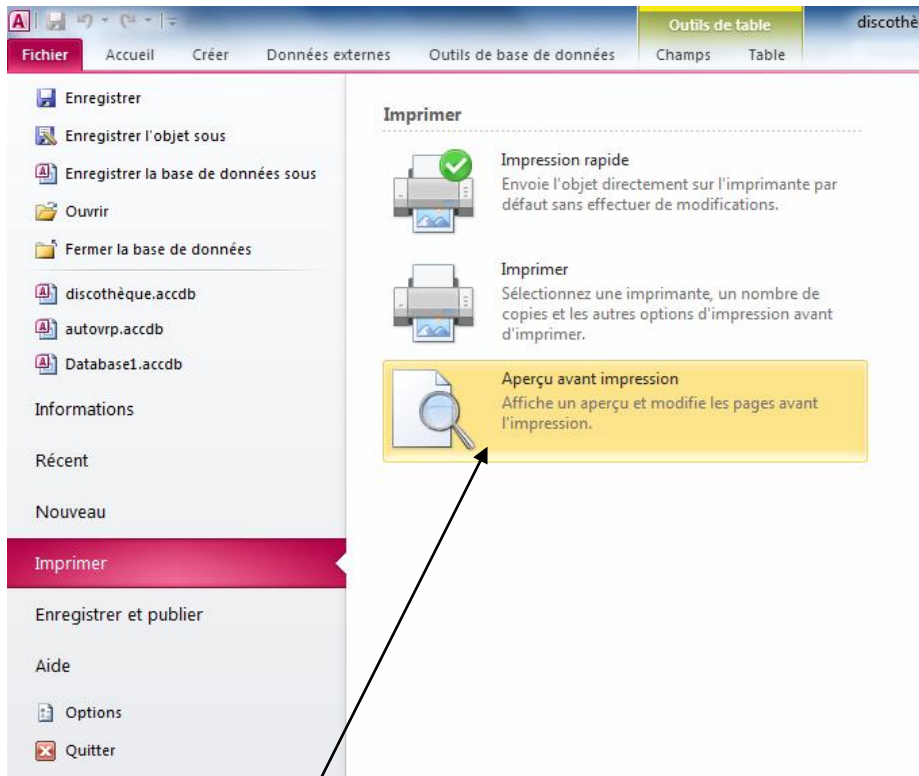 Outils de table
discothè
Fichier
Accueil
Créer
Données externes
Outils de base de données
Champs
Table
Enregistrer
Enregistrer l'objet sous
Enregistrer la base de données sous
Ouvrir
Fermer la base de données
discothèque.accdb
autovrp.accdb
Database1.accdb
Informations
Récent
Nouveau
Imprimer
Enregistrer et publier
Aide
Options
Quitter
Imprimer
Impression rapide
Envoie l'objet directement sur l'imprimante par
défaut sans effectuer de modifications.
Imprimer
Sélectionnez une imprimante, un nombre de
copies et les autres options d'impression avant
d'imprimer.
Aperçu avant impression
Affiche un aperçu et modifie les pages avant
l'impression.